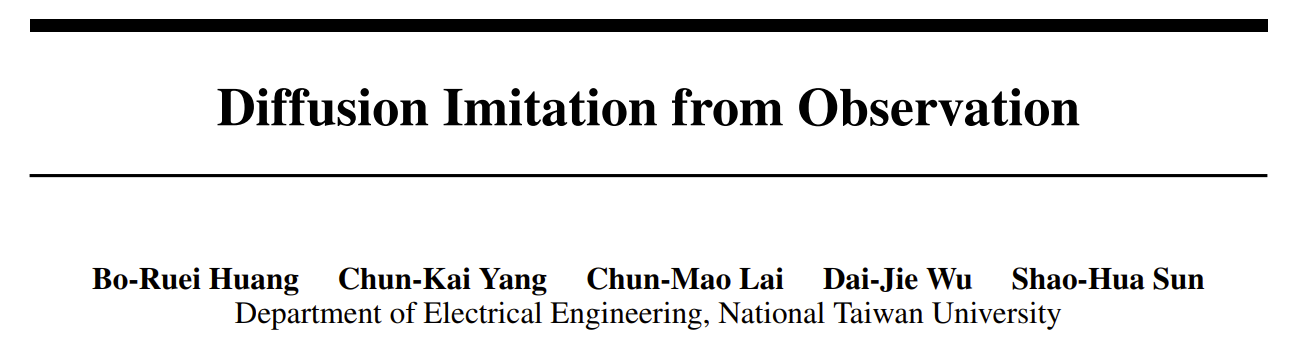 Diffusion Imitation from Observation
Bo-Ruei Huang Chun-Kai Yang Chun-Mao Lai Dai-Jie Wu Shao-Hua Sun
Department of Electrical Engineering, National Taiwan University